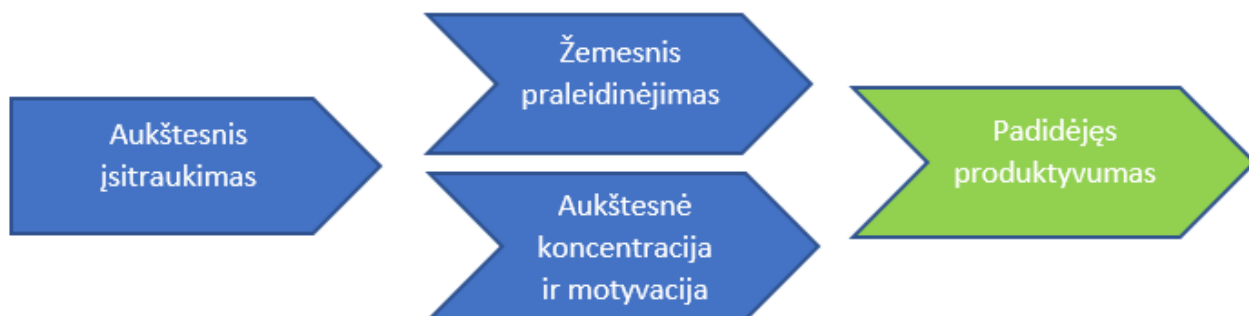 Aukštesnis
įsitraukimas
Žemesnis
praleidinėjimas
Aukštesnė
koncentracija
ir motyvacija
Padidėjęs
produktyvumas